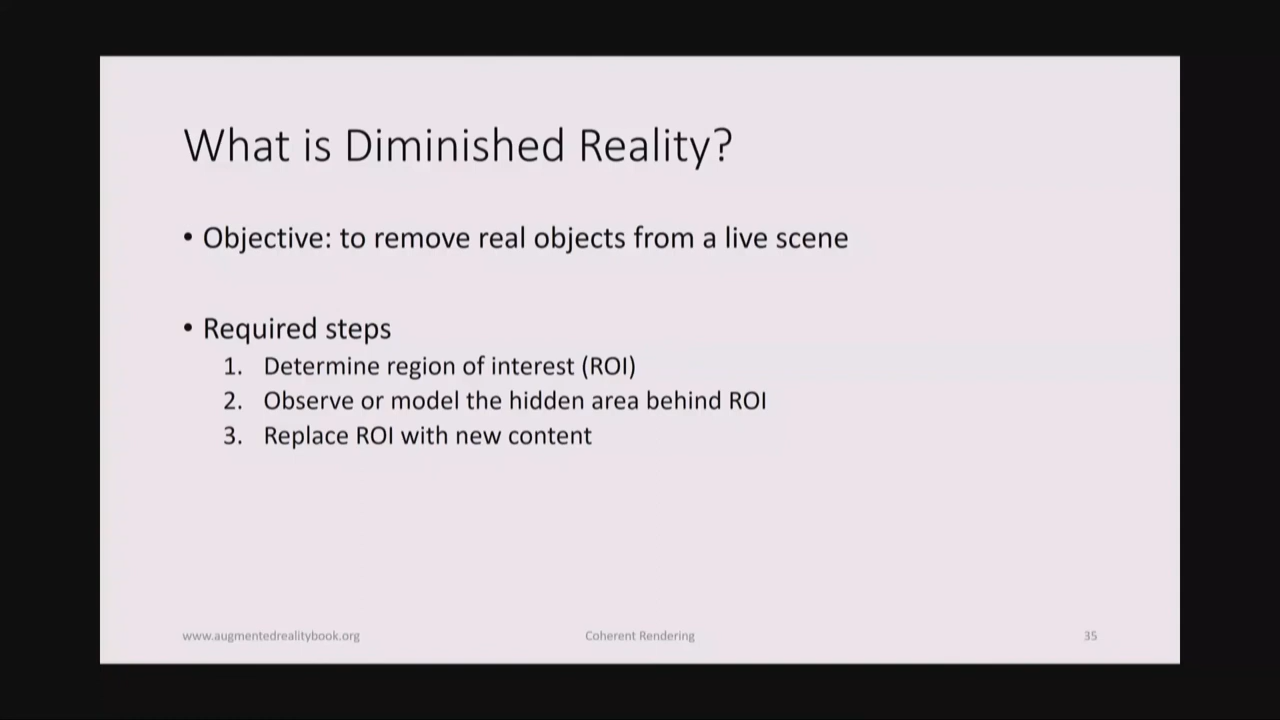 What is Diminished Reality?
• Objective: to remove real objects from a live scene
• Required steps
1. Determine region of interest (ROI)
2. Observe or model the hidden area behind ROI
3. Replace ROI with new content
www.augmentedrealitybook.org Coherent Rendering 35